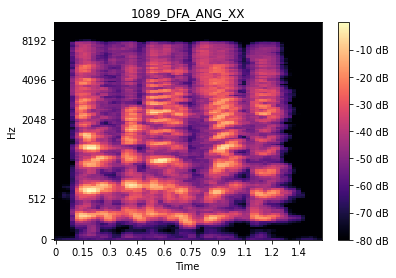 1089_DFA_ANG_XX
8192
4096
2048
1024
512
0
Hz
0 0.15 0.3 0.45 0.6 0.75 0.9 1.1 1.2 1.4
Time
-10 dB
-20 dB
-30 dB
-40 dB
-50 dB
-60 dB
-70 dB
-80 dB